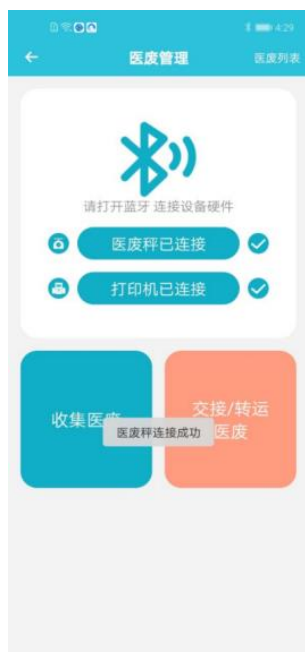 4:29
医废管理
医废列表
请打开蓝牙 连接设备硬件
医废秤已连接
打印机已连接
收集医废
交接/转运
医废
医废秤连接成功